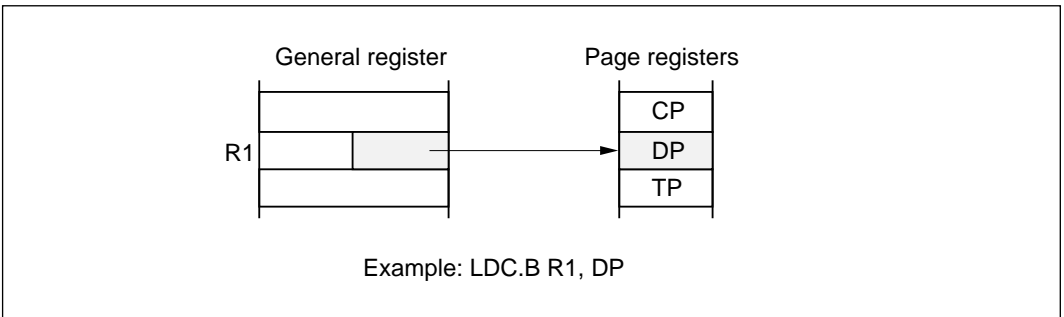 General register
Page registers
CP
R1
DP
TP
Example: LDC.B R1, DP